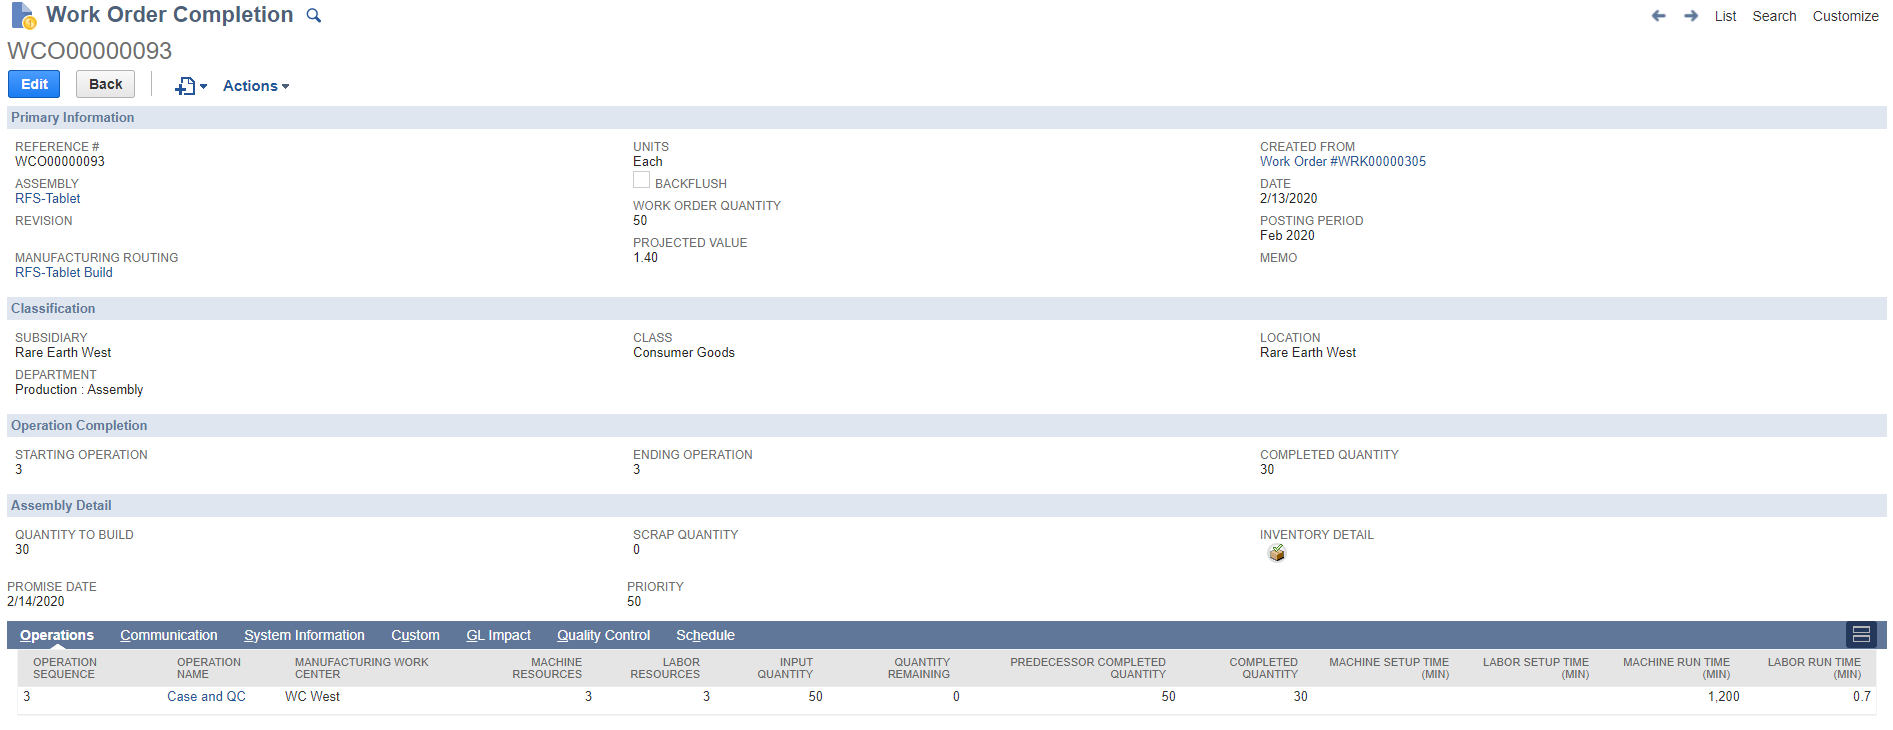 Work Order Completion
List Search Customize
WCO00000093
Edit Back Actions
Primary Information
REFERENCE # UNITS CREATED FROM
WCO00000093 Each Work Order #WRK00000305
ASSEMBLY BACKFLUSH DATE
RFS-Tablet 2/13/2020
REVISION WORK ORDER QUANTITY POSTING PERIOD
50 Feb 2020
PROJECTED VALUE
MANUFACTURING ROUTING 1.40 MEMO
RFS-Tablet Build
Classification
SUBSIDIARY CLASS LOCATION
Rare Earth West Consumer Goods Rare Earth West
DEPARTMENT
Production : Assembly
Operation Completion
STARTING OPERATION ENDING OPERATION COMPLETED QUANTITY
3 3 30
Assembly Detail
QUANTITY TO BUILD SCRAP QUANTITY INVENTORY DETAIL
30 0
PROMISE DATE PRIORITY
2/14/2020 50
Operations Communication System Information Custom GL Impact Quality Control Schedule
OPERATION OPERATION MANUFACTURING WORK MACHINE LABOR INPUT QUANTITY PREDECESSOR COMPLETED COMPLETED MACHINE SETUP TIME LABOR SETUP TIME MACHINE RUN TIME LABOR RUN TIME
SEQUENCE NAME CENTER RESOURCES RESOURCES QUANTITY REMAINING QUANTITY QUANTITY (MIN) (MIN) (MIN) (MIN)
3 Case and QC WC West 3 3 50 0 50 30 1,200 0.7